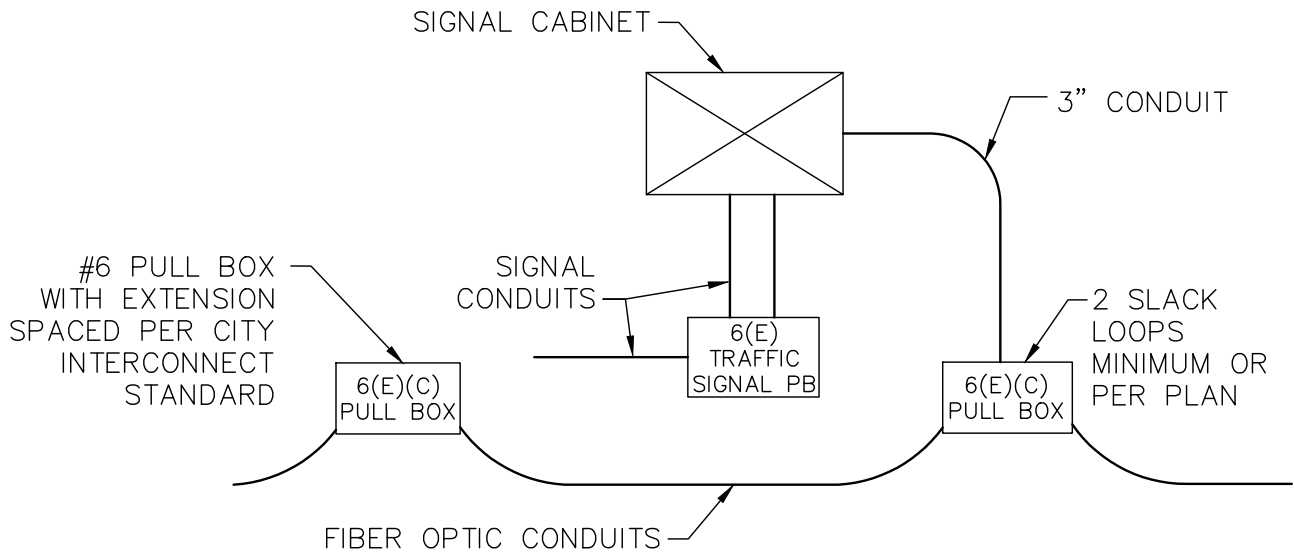 SIGNAL CABINET
3” CONDUIT
#6 PULL BOX
WITH EXTENSION
SPACED PER CITY
INTERCONNECT
STANDARD
SIGNAL
CONDUITS
6(E)
TRAFFIC
SIGNAL PB
2 SLACK
LOOPS
MINIMUM OR
PER PLAN
6(E)(C)
PULL BOX
6(E)(C)
PULL BOX
FIBER OPTIC CONDUITS